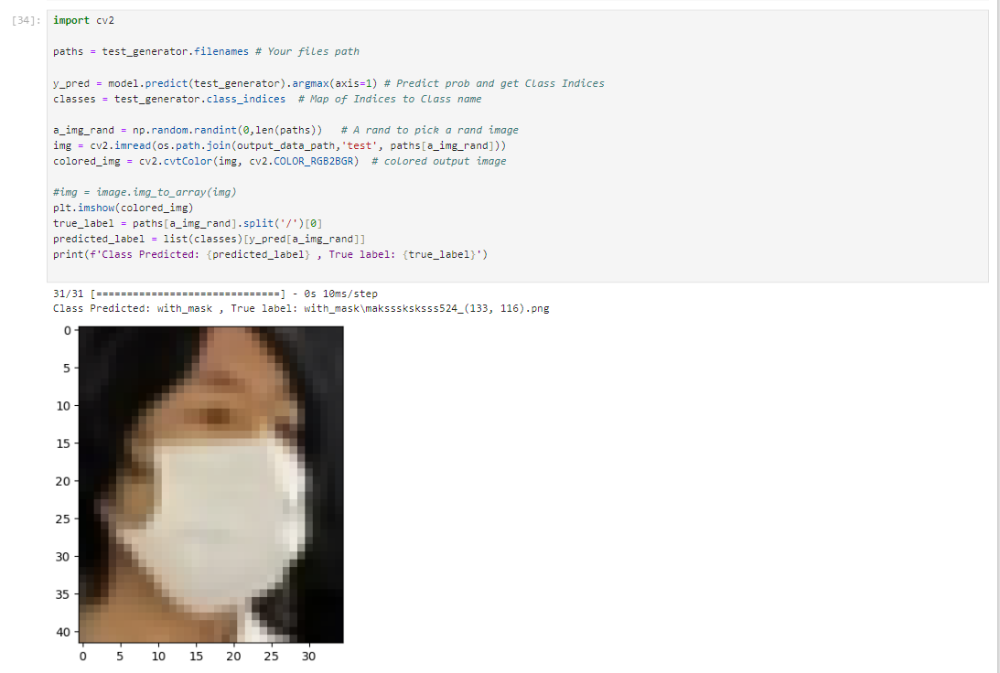 [34]: import cv2
paths = test_generator.filenames # Your files path
y_pred = model.predict(test_generator).argmax(axis=1) # Predict prob and get Class Indices
classes = test_generator.class_indices  # Map of Indices to Class name
a_img_rand = np.random.randint(0,len(paths))   # A rand to pick a rand image
img = cv2.imread(os.path.join(output_data_path,'test', paths[a_img_rand]))
colored_img = cv2.cvtColor(img, cv2.COLOR_RGB2BGR)  # colored output image
#img = image.img_to_array(img)
plt.imshow(colored_img)
true_label = paths[a_img_rand].split('/')[0]
predicted_label = list(classes)[y_pred[a_img_rand]]
print(f'Class Predicted: {predicted_label} , True label: {true_label}')
31/31 [==============================] - 0s 10ms/step
Class Predicted: with_mask , True label: with_mask\maksssksksss524_(133, 116).png
0
5
10
15
20
25
30
35
40
0 5 10 15 20 25 30